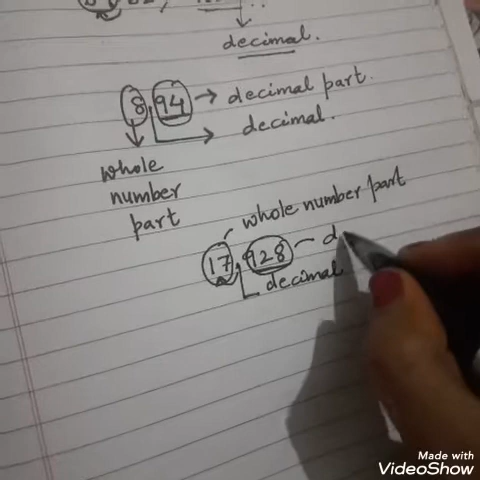 decimal.
8.94 → decimal part.
decimal.
whole
number
part
whole number part
17.928 – d
decimal
Made with
VideoShow